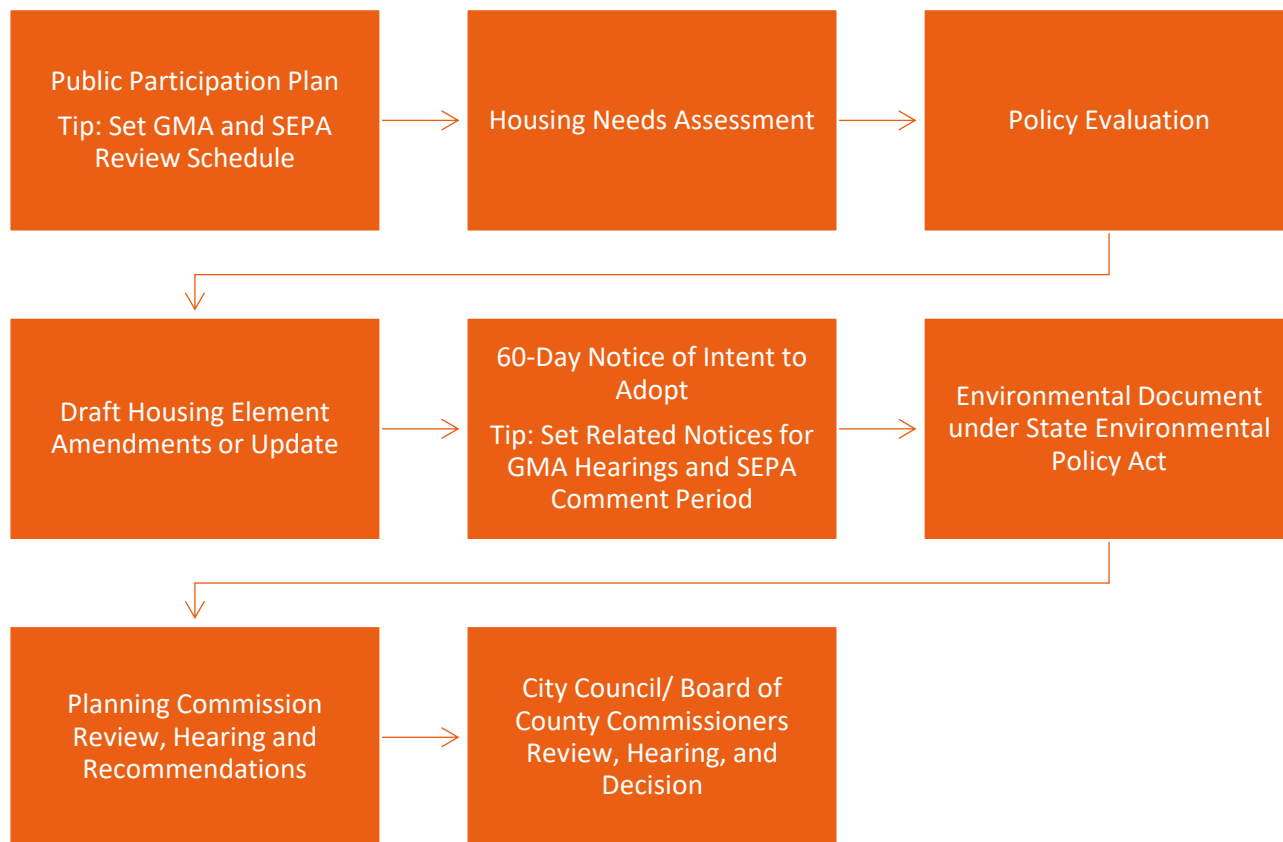 Public Participation Plan
Tip: Set GMA and SEPA
Review Schedule
Housing Needs Assessment
Policy Evaluation
Draft Housing Element
Amendments or Update
60-Day Notice of Intent to
Adopt
Tip: Set Related Notices for
GMA Hearings and SEPA
Comment Period
Environmental Document
under State Environmental
Policy Act
Planning Commission
Review, Hearing and
Recommendations
City Council/ Board of
County Commissioners
Review, Hearing, and
Decision